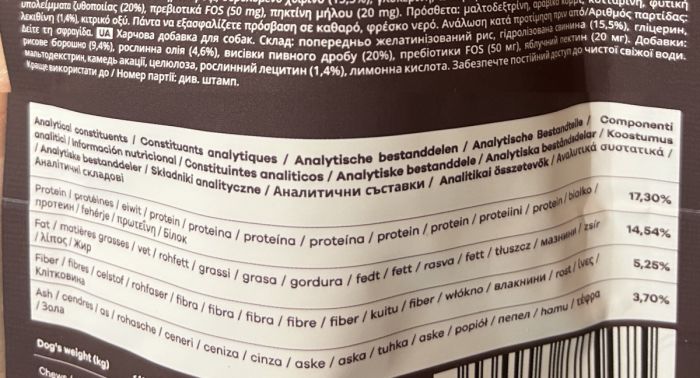 υπολείμματα ζυθοποιίας (20%), πρεβιοτικά FOS (50 mg), πηκτίνη μήλου (20 mg). Πρόσθετα: μαλτοδεξτρίνη, αραβικό κόμμι,
λεκιθίνη (1,4%), κιτρικό οξύ. Πάντα να εξασφαλίζετε πρόσβαση σε καθαρό, φρέσκο νερό. Ανάλωση κατά προτίμηση πριν από/Αριθμός παρτίδας:
δείτε τη σφραγίδα. UA Харчова добавка для собак. Склад: попередньо желатинізований рис, гідролізована свинина (15,5%), гліцерин,
рисове борошно (9,4%), рослинна олія (4,6%), висівки пивного дробу (20%), пребіотики FOS (50 мг), яблучний пектин (20 мг). Добавки:
мальтодекстрин, камедь акації, целюлоза, рослинний лецитин (1,4%), лимонна кислота. Забезпечте постійний доступ до чистої свіжої води.
Краще використати до / Номер партії: див. штамп.
Analytical constituents / Constituants analytiques / Analytische bestanddelen / Analytische Bestandteile / Componenti
analitici / Información nutricional / Constituintes analíticos / Analytiske bestanddele / Analytiska beståndsdelar / Koostumus
/ Analytiske bestanddeler / Składniki analityczne / Аналитични съставки / Analitikai összetevők / Αναλυτικά συστατικά /
Аналітичні складові
Protein / protéines / eiwit / protein / proteina / proteína / proteína / protein / protein / proteiini / protein / białko /
протеин / fehérje / πρωτεΐνη / Білок 17,30%
Fat / matières grasses / vet / rohfett / grassi / grasa / gordura / fedt / fett / rasva / fett / tłuszcz / мазнини / zsír
/ λίπος / Жир 14,54%
Fiber / fibres / celstof / rohfaser / fibra / fibra / fibra / fibre / fiber / kuitu / fiber / włókno / влакнини / rost / ίνες /
Клітковина 5,25%
Ash / cendres / as / rohasche / ceneri / ceniza / cinza / aske / aska / tuhka / aske / popiół / пепел / hamu / τέφρα
/ Зола 3,70%
Dog's weight (kg)